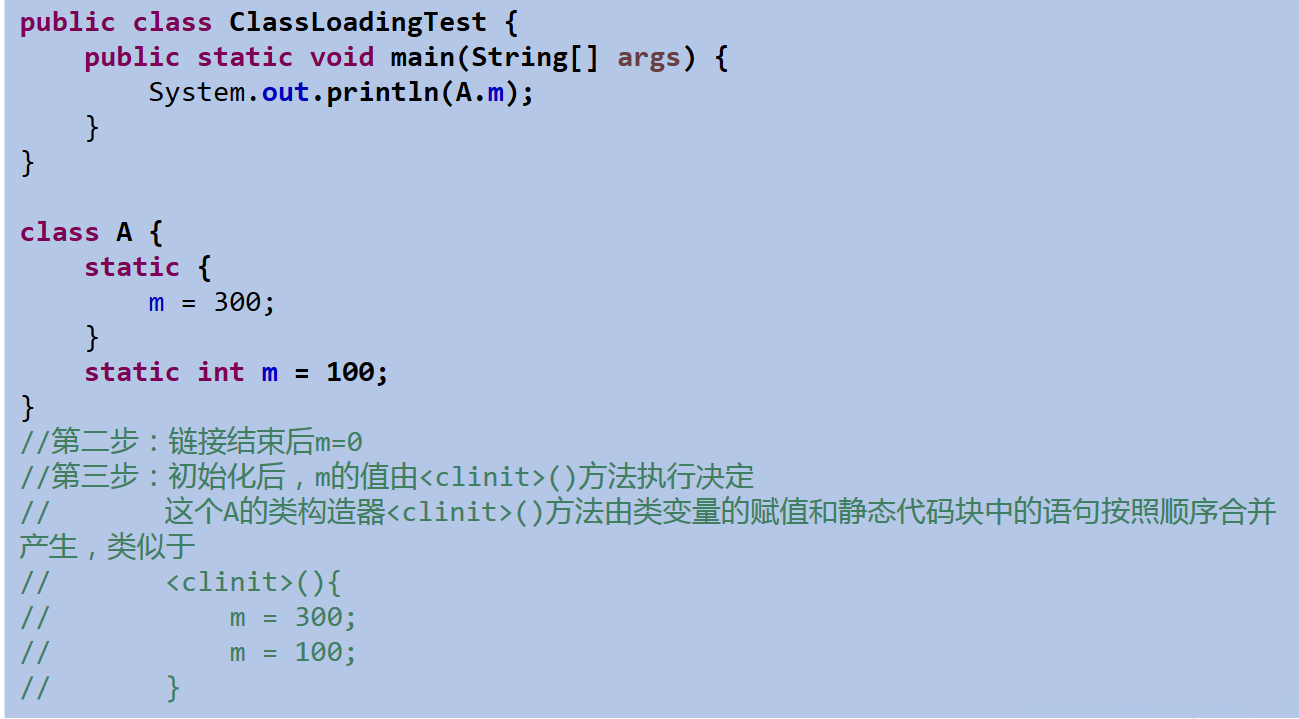 public class ClassLoadingTest {
    public static void main(String[] args) {
        System.out.println(A.m);
    }
}

class A {
    static {
        m = 300;
    }
    static int m = 100;
}
//第二步：链接结束后m=0
//第三步：初始化后，m的值由<clinit>()方法执行决定
//       这个A的类构造器<clinit>()方法由类变量的赋值和静态代码块中的语句按照顺序合并
产生，类似于
//       <clinit>(){
//           m = 300;
//           m = 100;
//       }